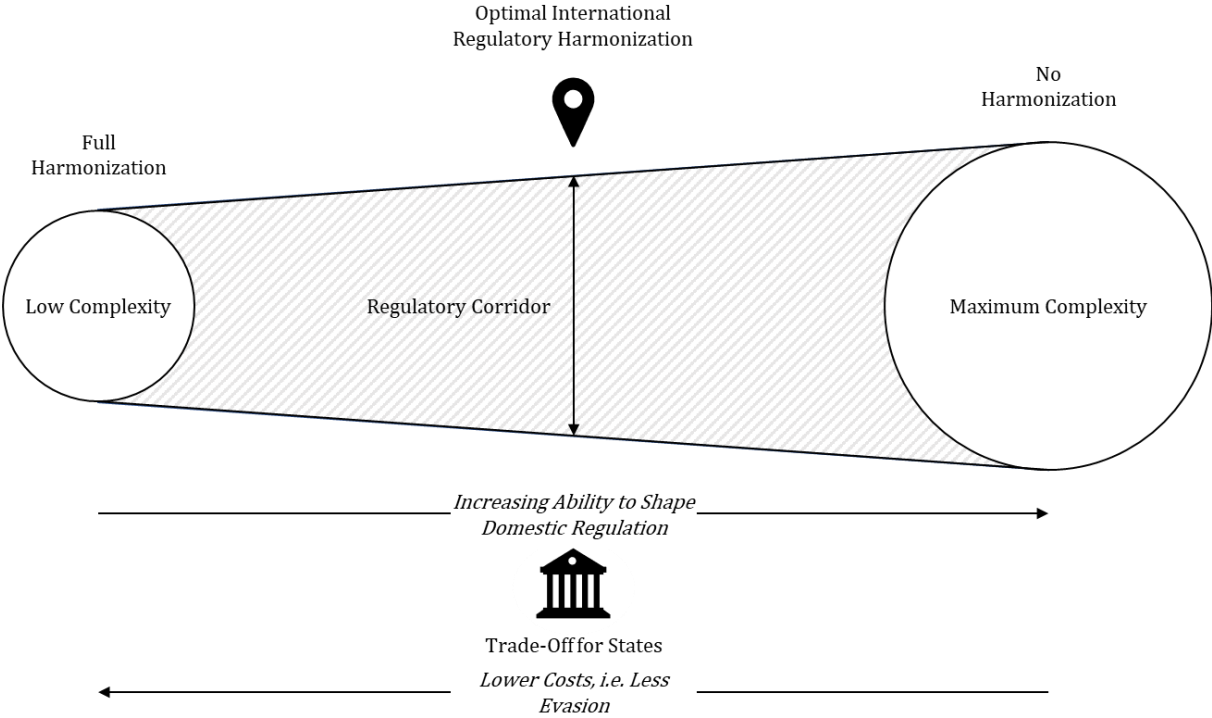 Optimal International
Regulatory Harmonization
No
Harmonization
Full
Harmonization
Low Complexity
Regulatory Corridor
Maximum Complexity
Increasing Ability to Shape
Domestic Regulation
Trade-Off for States
Lower Costs, i.e. Less
Evasion